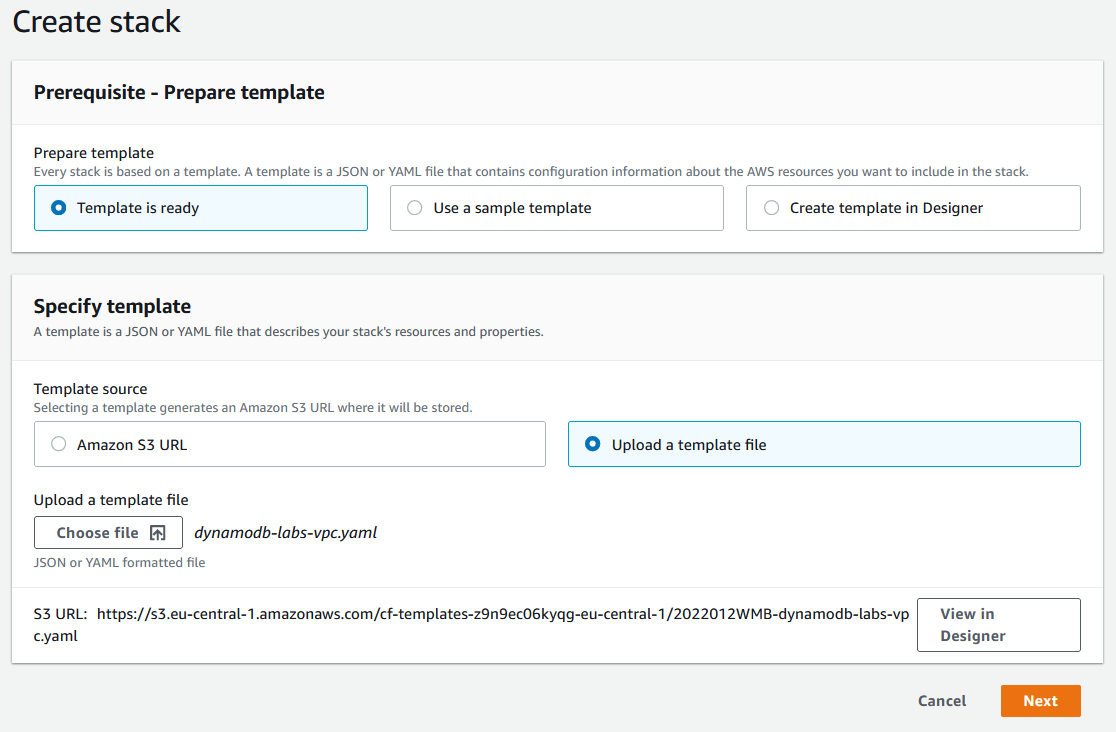 Create stack
Prerequisite - Prepare template
Prepare template
Every stack is based on a template. A template is a JSON or YAML file that contains configuration information about the AWS resources you want to include in the stack.
Template is ready
Use a sample template
Create template in Designer
Specify template
A template is a JSON or YAML file that describes your stack's resources and properties.
Template source
Selecting a template generates an Amazon S3 URL where it will be stored.
Amazon S3 URL
Upload a template file
Upload a template file
Choose file
dynamodb-labs-vpc.yaml
JSON or YAML formatted file
S3 URL: https://s3.eu-central-1.amazonaws.com/cf-templates-z9n9ec06kyqg-eu-central-1/2022012WMB-dynamodb-labs-vp
c.yaml
View in
Designer
Cancel
Next